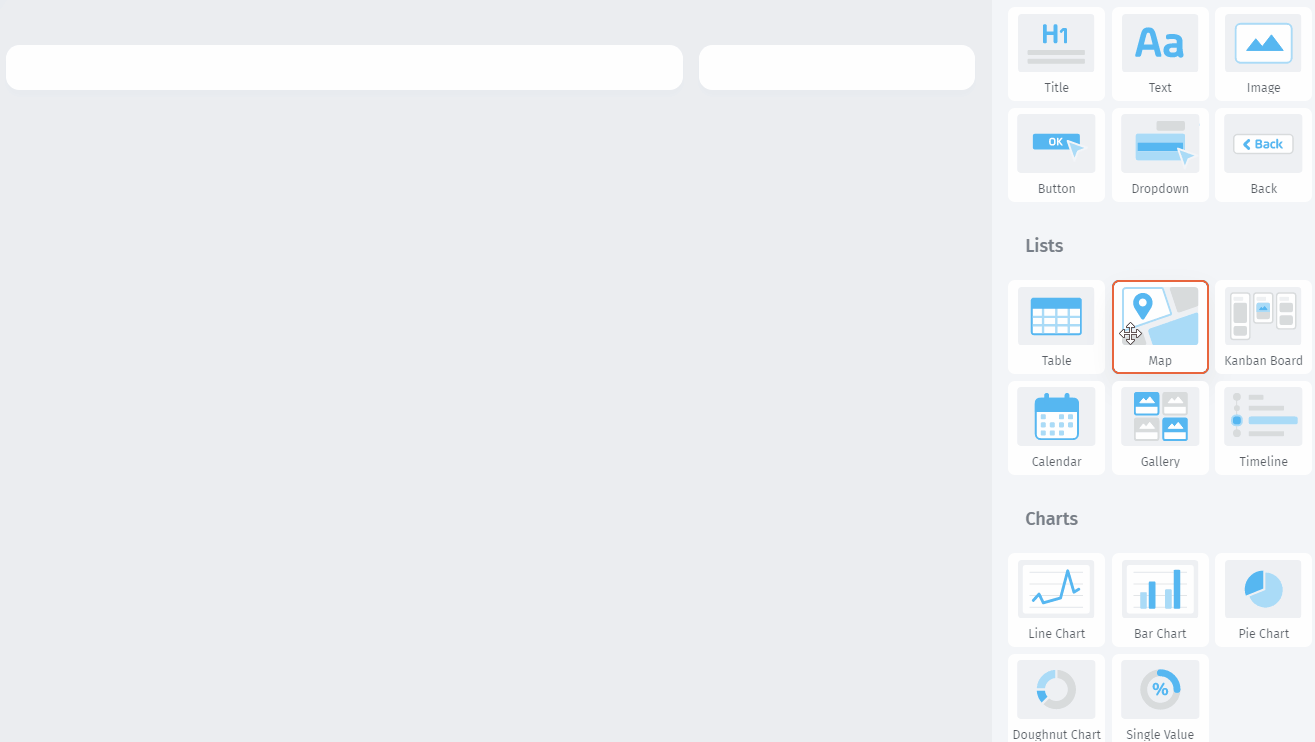 H1
Aa
Title
Text
Image
OK
Back
Button
Dropdown
Back
Lists
Table
Map
Kanban Board
Calendar
Gallery
Timeline
Charts
Line Chart
Bar Chart
Pie Chart
%
Doughnut Chart
Single Value